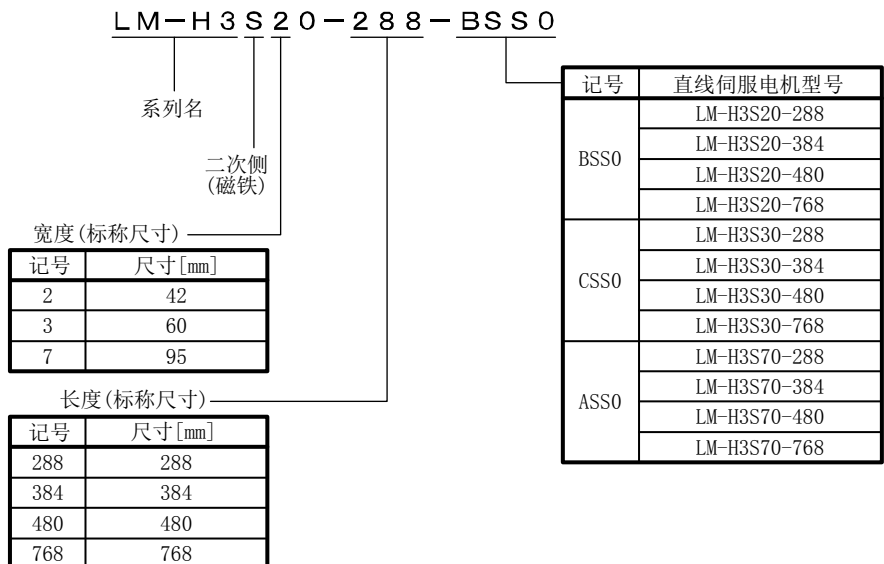 LM-H3S20-288-BSS0
系列名
二次侧
(磁铁)
宽度(标称尺寸)
记号 尺寸[mm]
2 42
3 60
7 95
长度(标称尺寸)
记号 尺寸[mm]
288 288
384 384
480 480
768 768
记号 直线伺服电机型号
BSS0
LM-H3S20-288
LM-H3S20-384
LM-H3S20-480
LM-H3S20-768
CSS0
LM-H3S30-288
LM-H3S30-384
LM-H3S30-480
LM-H3S30-768
ASS0
LM-H3S70-288
LM-H3S70-384
LM-H3S70-480
LM-H3S70-768